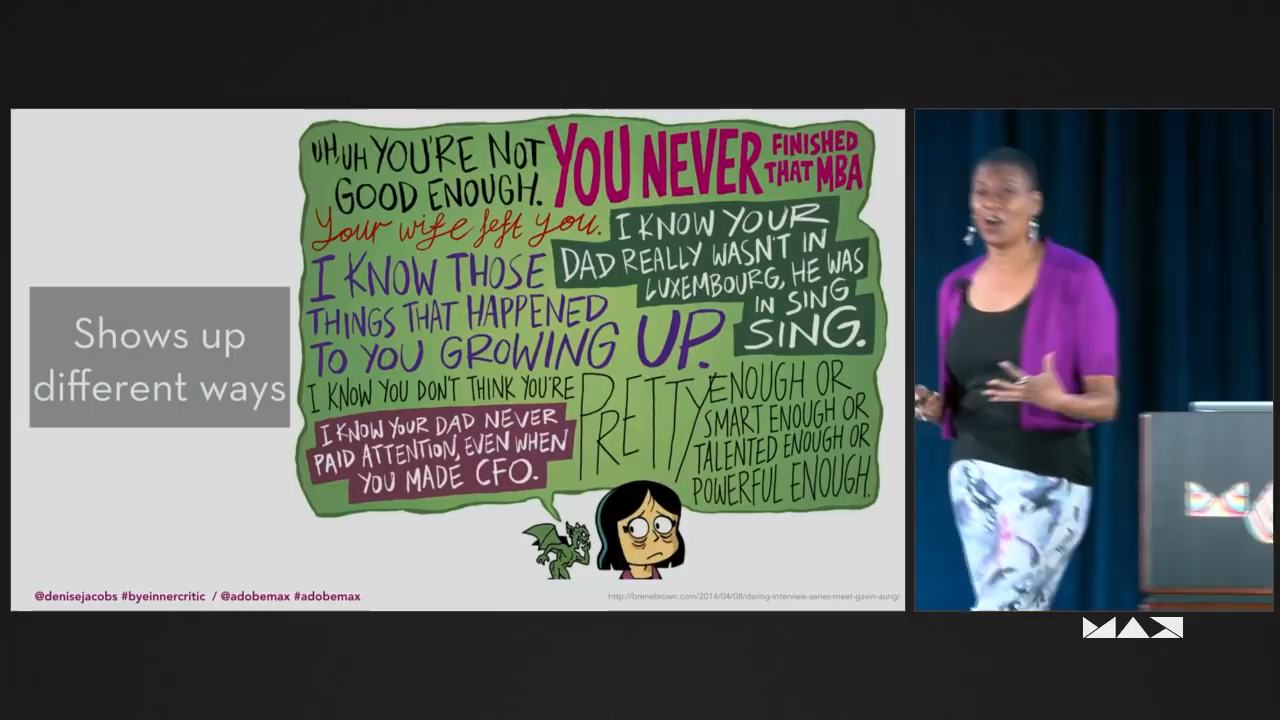 Shows up
different ways
UH, UH YOU'RE NOT
GOOD ENOUGH.
YOU NEVER FINISHED
THAT MBA
Your wife left you.
I KNOW YOUR
DAD REALLY WASN'T IN
LUXEMBOURG, HE WAS
IN SING
SING.
I KNOW THOSE
THINGS THAT HAPPENED
TO YOU GROWING UP.
I KNOW YOU DON'T THINK YOU'RE
PRETTY ENOUGH OR
SMART ENOUGH OR
TALENTED ENOUGH OR
POWERFUL ENOUGH.
I KNOW YOUR DAD NEVER
PAID ATTENTION, EVEN WHEN
YOU MADE CFO.
@denisejacobs #byeinnercritic / @adobemax #adobemax
http://brenebrown.com/2014/04/08/daring-interview-series-meet-gavin-aung/
MAX